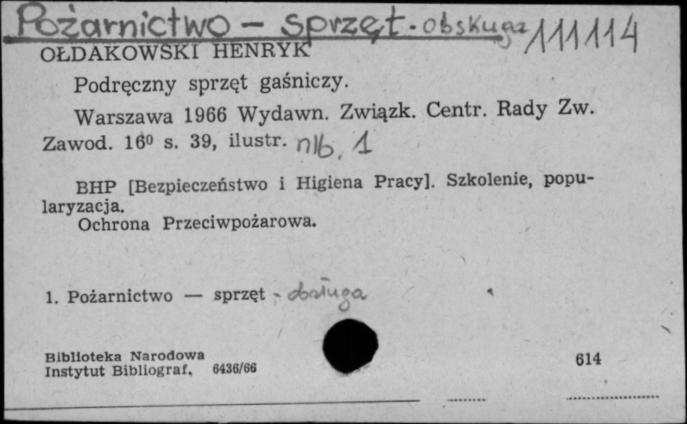 Pożarnictwo - sprzęt - obsługa 111114
OŁDAKOWSKI HENRYK
Podręczny sprzęt gaśniczy.
Warszawa 1966 Wydawn. Związk. Centr. Rady Zw.
Zawod. 16⁰ s. 39, ilustr. nlb. 1
BHP [Bezpieczeństwo i Higiena Pracy]. Szkolenie, popu-
laryzacja.
Ochrona Przeciwpożarowa.
1. Pożarnictwo — sprzęt - obsługa
Biblioteka Narodowa
Instytut Bibliograf. 6436/66
614